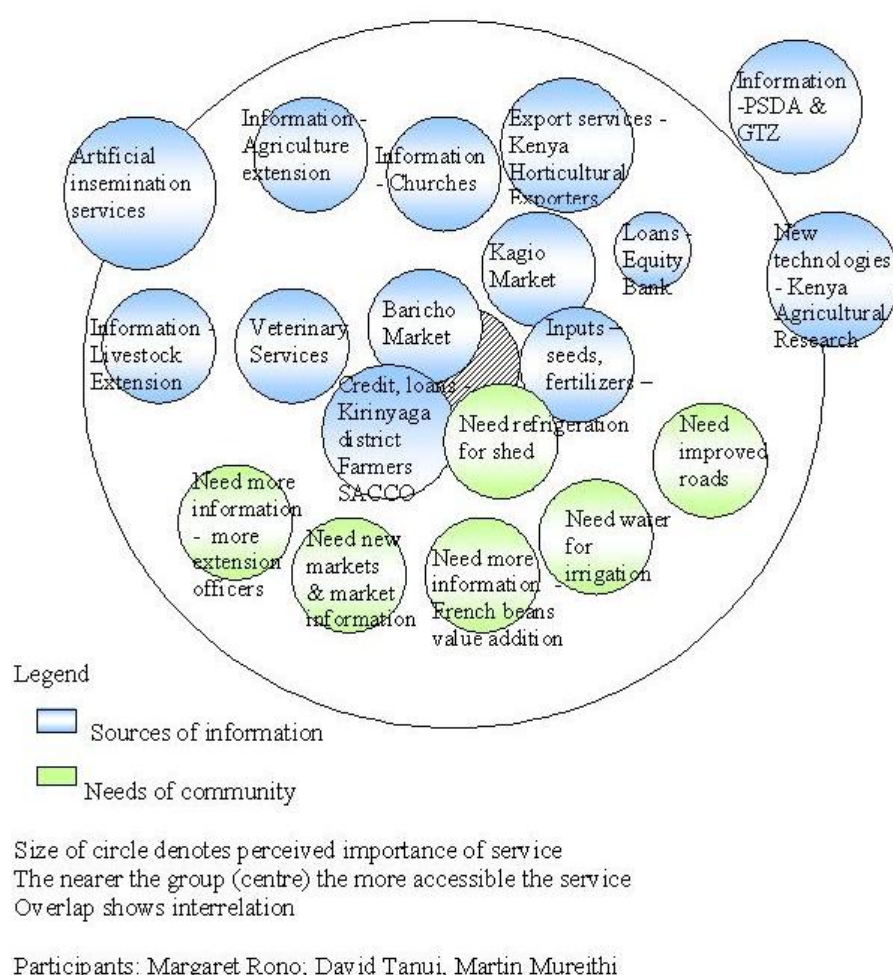 Information
-PSDA &
GTZ
Information -
Agriculture
extension
Information
- Churches
Export services -
Kenya
Horticultural
Exporters
Artificial
insemination
services
Loans -
Equity
Bank
New
technologies
- Kenya
Agricultural
Research
Kagio
Market
Baricho
Market
Information -
Livestock
Extension
Veterinary
Services
Inputs –
seeds,
fertilizers –
Credit, loans -
Kirinyaga
district
Farmers
SACCO
Need refrigeration
for shed
Need
improved
roads
Need more
information
- more
extension
officers
Need new
markets
& market
information
Need more
information -
French beans
value addition
Need water
for
irrigation
Legend
Sources of information
Needs of community
Size of circle denotes perceived importance of service
The nearer the group (centre) the more accessible the service
Overlap shows interrelation
Participants: Margaret Rono; David Tanui, Martin Mureithi